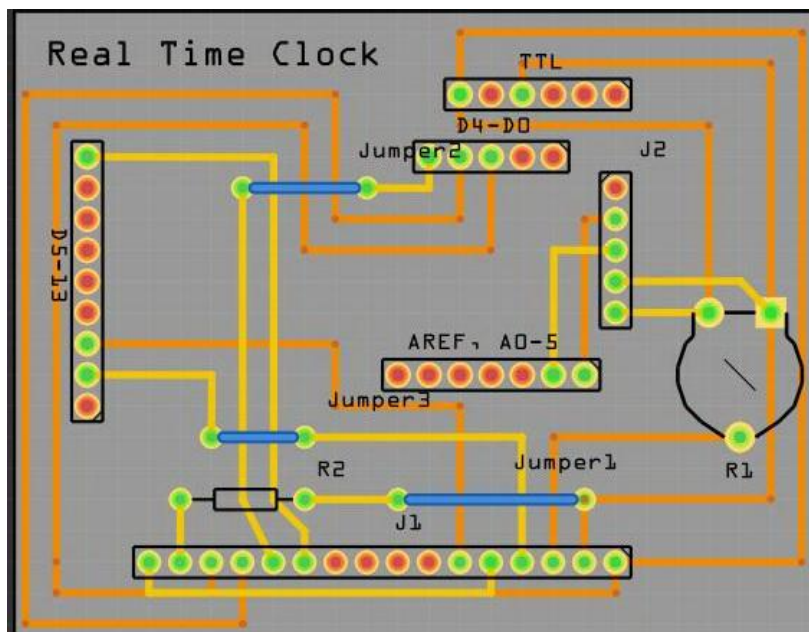 Real Time Clock
TTL
D4-D0
Jumper2
J2
D5-13
AREF, A0-5
Jumper3
R2
Jumper1
R1
J1